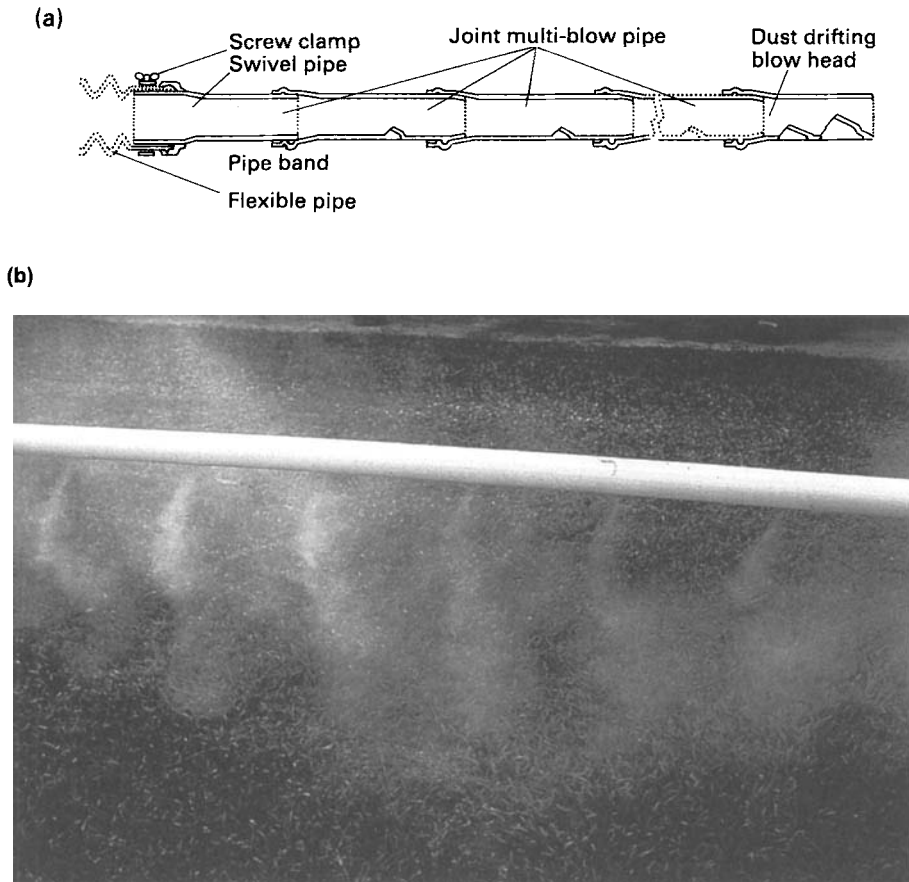 (a)
Screw clamp
Swivel pipe
Joint multi-blow pipe
Dust drifting
blow head
Pipe band
Flexible pipe
(b)